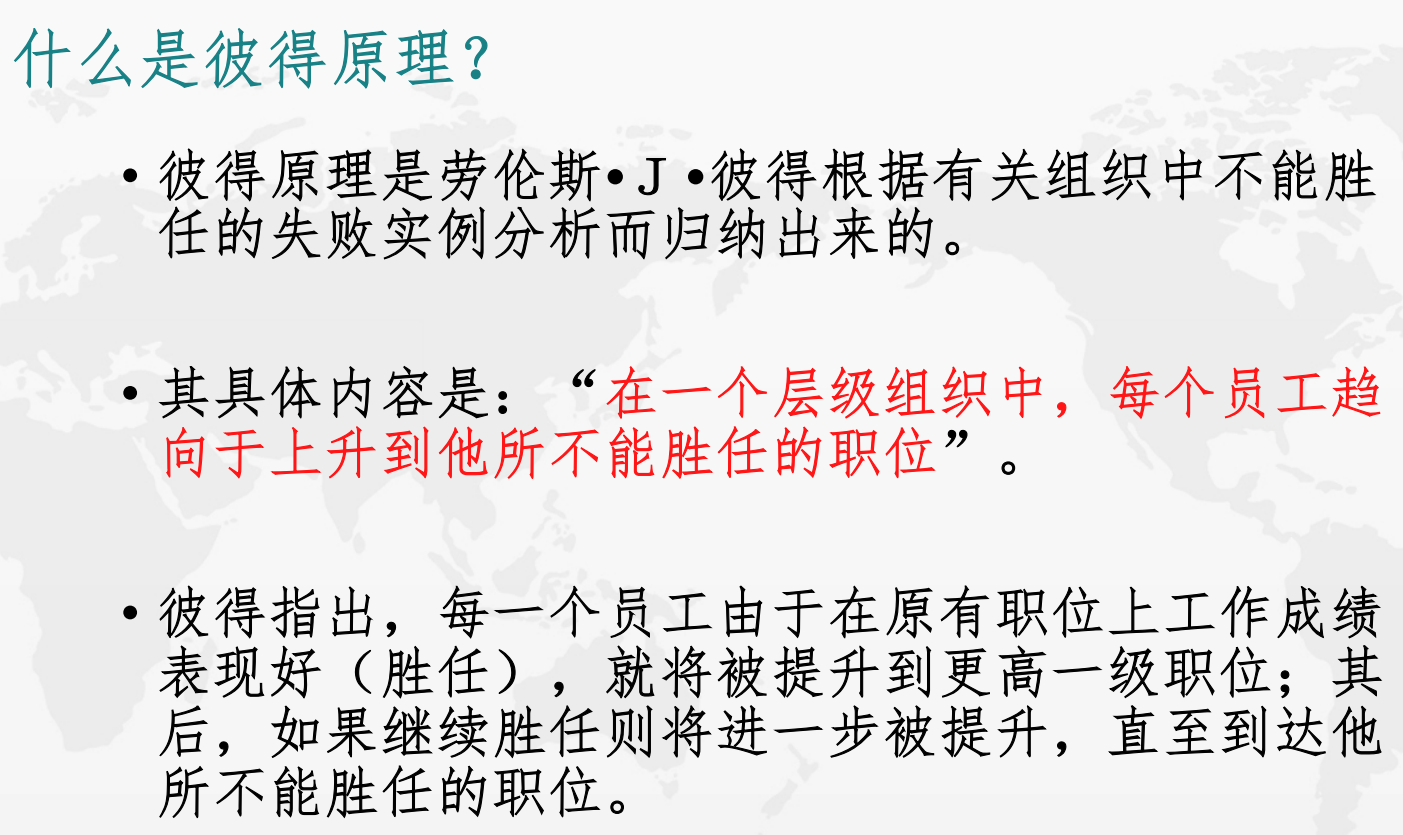 什么是彼得原理？
•彼得原理是劳伦斯•J •彼得根据有关组织中不能胜
任的失败实例分析而归纳出来的。
•其具体内容是：“在一个层级组织中，每个员工趋
向于上升到他所不能胜任的职位”。
•彼得指出，每一个员工由于在原有职位上工作成绩
表现好（胜任），就将被提升到更高一级职位；其
后，如果继续胜任则将进一步被提升，直至到达他
所不能胜任的职位。